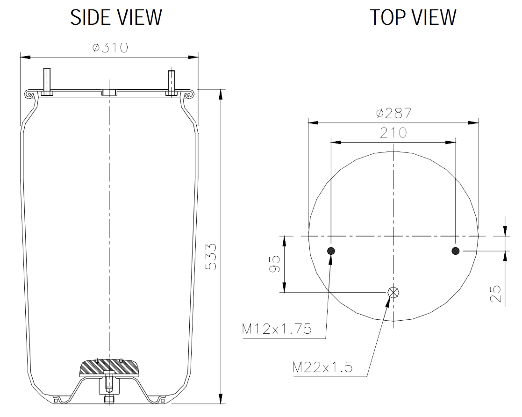 SIDE VIEW
TOP VIEW
Ø310
533
Ø287
210
95
25
M12x1.75
M22x1.5